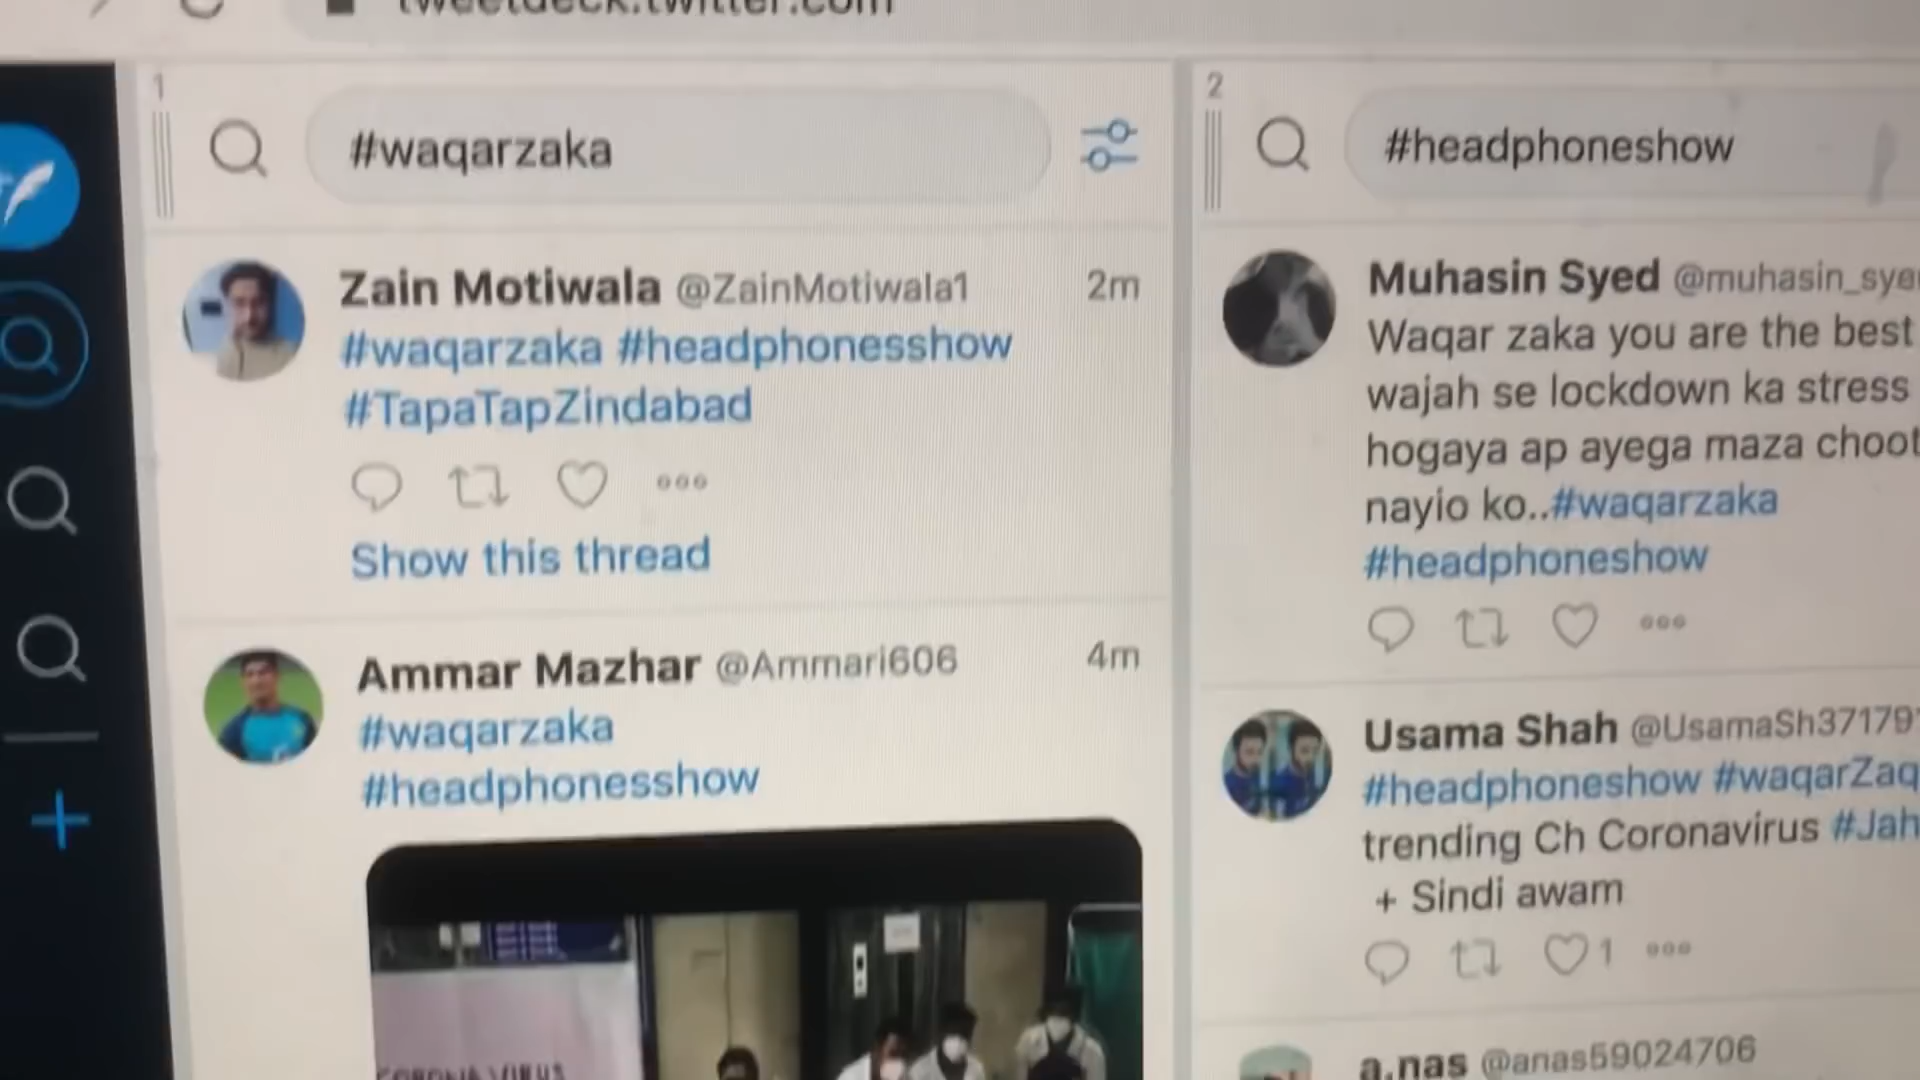 tweetdeck.twitter.com
1
#waqarzaka
Zain Motiwala @ZainMotiwala1 2m
#waqarzaka #headphonesshow
#TapaTapZindabad
Show this thread
Ammar Mazhar @Ammari606 4m
#waqarzaka
#headphonesshow
CORONA VIRUS
2
#headphoneshow
Muhasin Syed @muhasin_sye
Waqar zaka you are the best
wajah se lockdown ka stress
hogaya ap ayega maza choot
nayio ko..#waqarzaka
#headphoneshow
Usama Shah @UsamaSh37179
#headphoneshow #waqarZaq
trending Ch Coronavirus #Jah
+ Sindi awam
1
a.nas @anas59024706